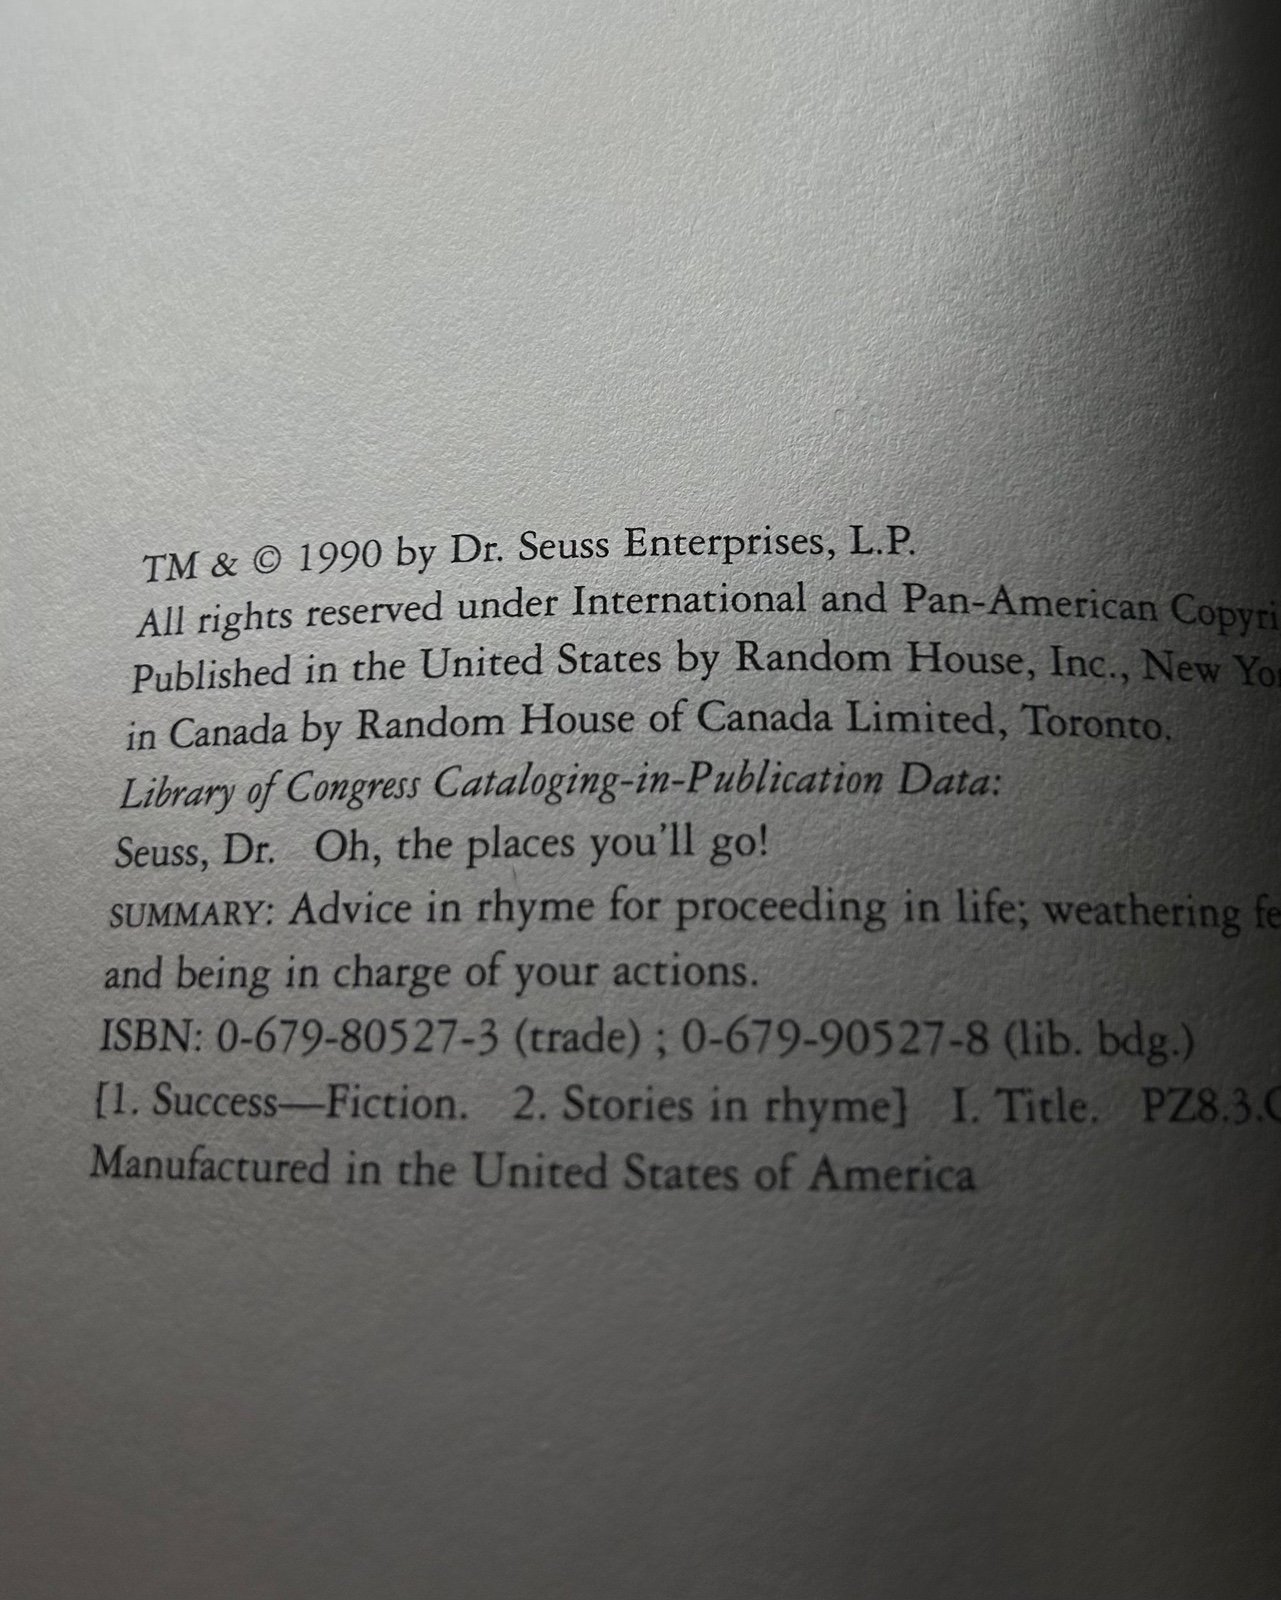 TM & © 1990 by Dr. Seuss Enterprises, L.P.
All rights reserved under International and Pan-American
Published in the United States by Random House, Inc., New
in Canada by Random House of Canada Limited, Toronto.
Library of Congress Cataloging-in-Publication Data:
Seuss, Dr. Oh, the places you'll go!
SUMMARY: Advice in rhyme for proceeding in life; weathering
and being in charge of your actions.
ISBN: 0-679-80527-3 (trade) ; 0-679-90527-8 (lib. bdg.)
[1. Success—Fiction. 2. Stories in rhyme] I. Title.
Manufactured in the United States of America